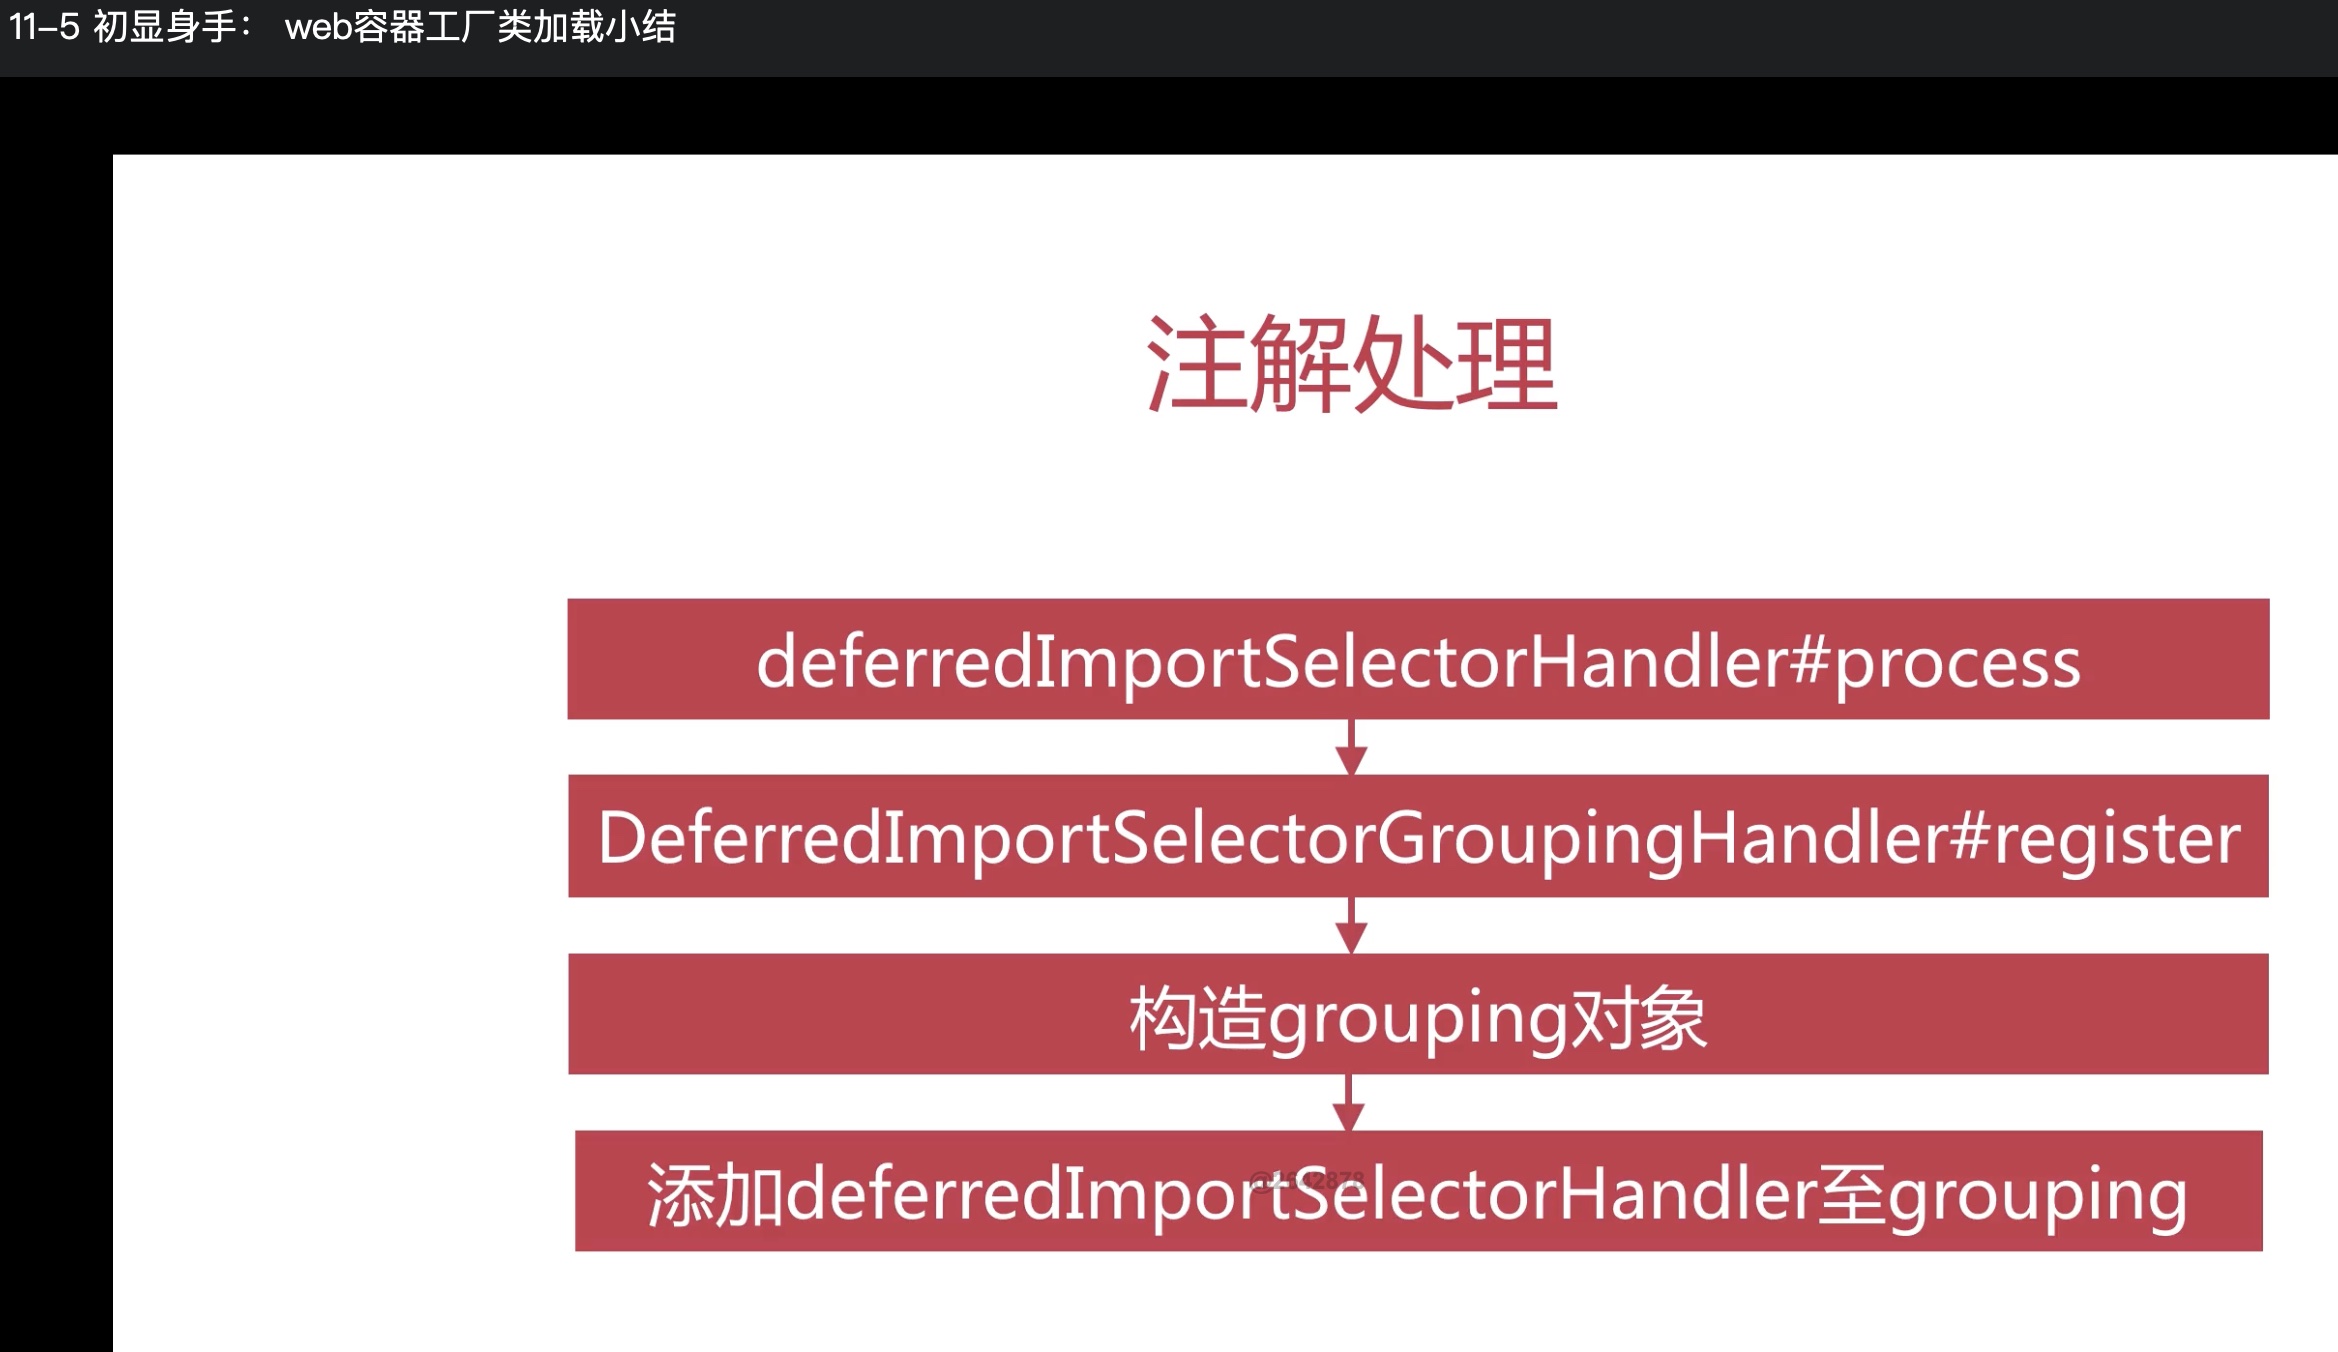 11-5 初显身手： web容器工厂类加载小结
注解处理
deferredImportSelectorHandler#process
DeferredImportSelectorGroupingHandler#register
构造grouping对象
添加deferredImportSelectorHandler至grouping